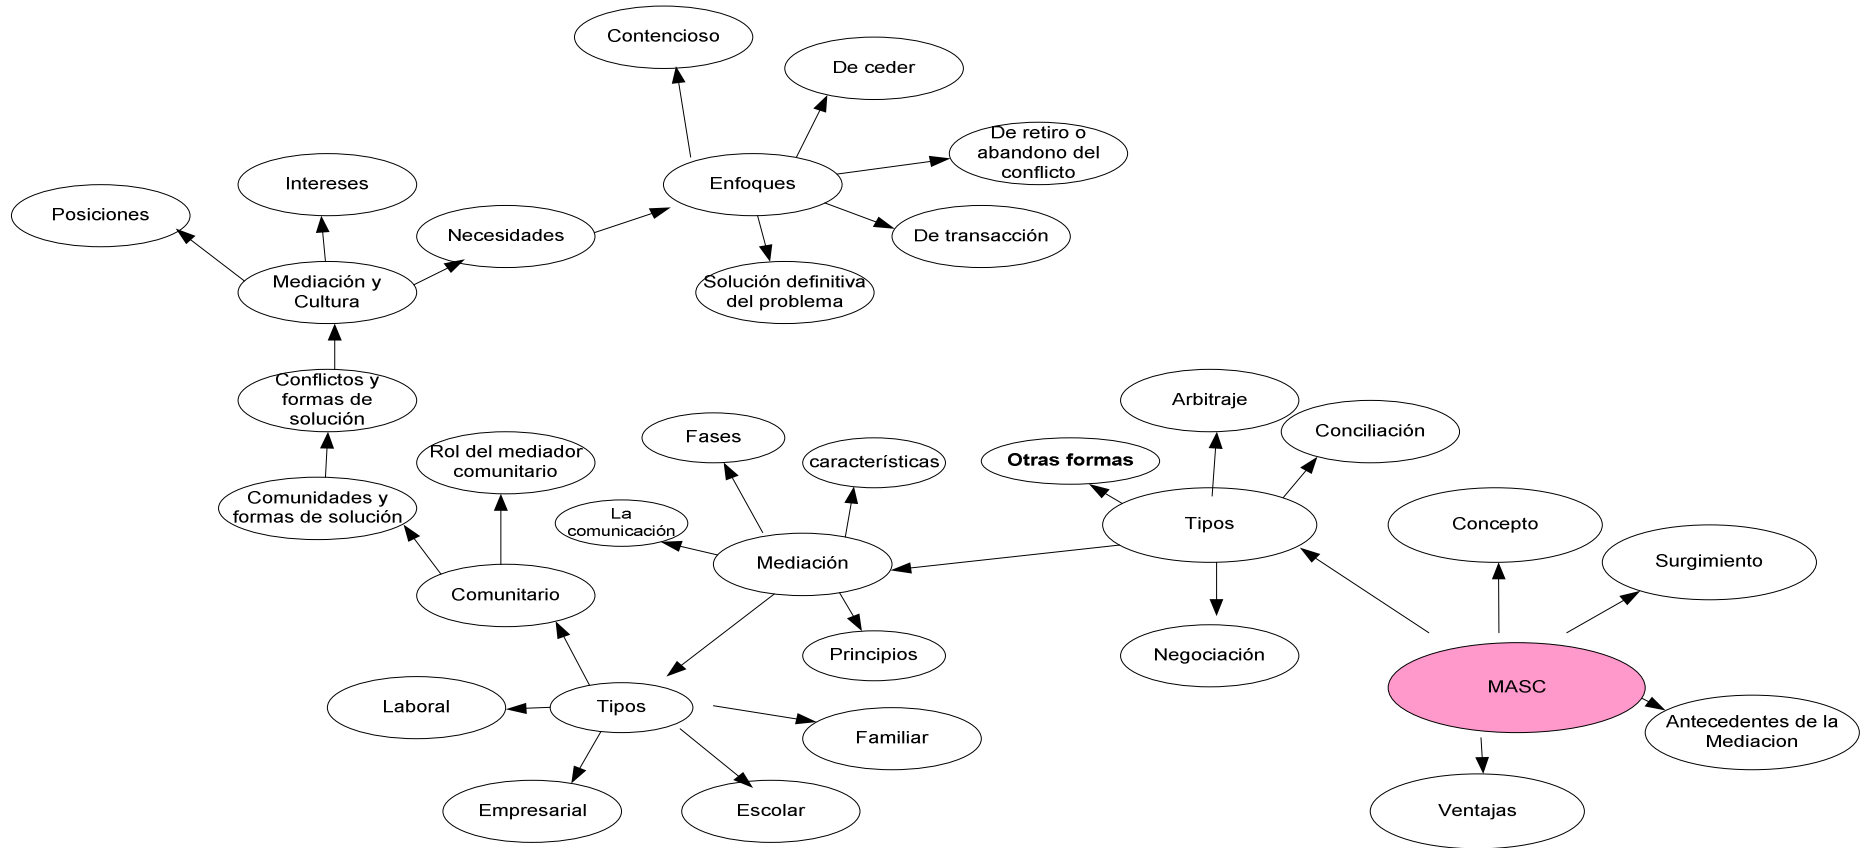 Contencioso
De ceder
De retiro o
abandono del
conflicto
Intereses
Enfoques
Posiciones
Necesidades
De transacción
Mediación y
Cultura
Solución definitiva
del problema
Conflictos y
formas de
solución
Arbitraje
Conciliación
Fases
Rol del mediador
comunitario
características
Otras formas
Comunidades y
formas de solución
La
comunicación
Tipos
Concepto
Surgimiento
Mediación
Comunitario
Principios
Negociación
MASC
Laboral
Tipos
Antecedentes de la
Mediacion
Familiar
Empresarial
Escolar
Ventajas